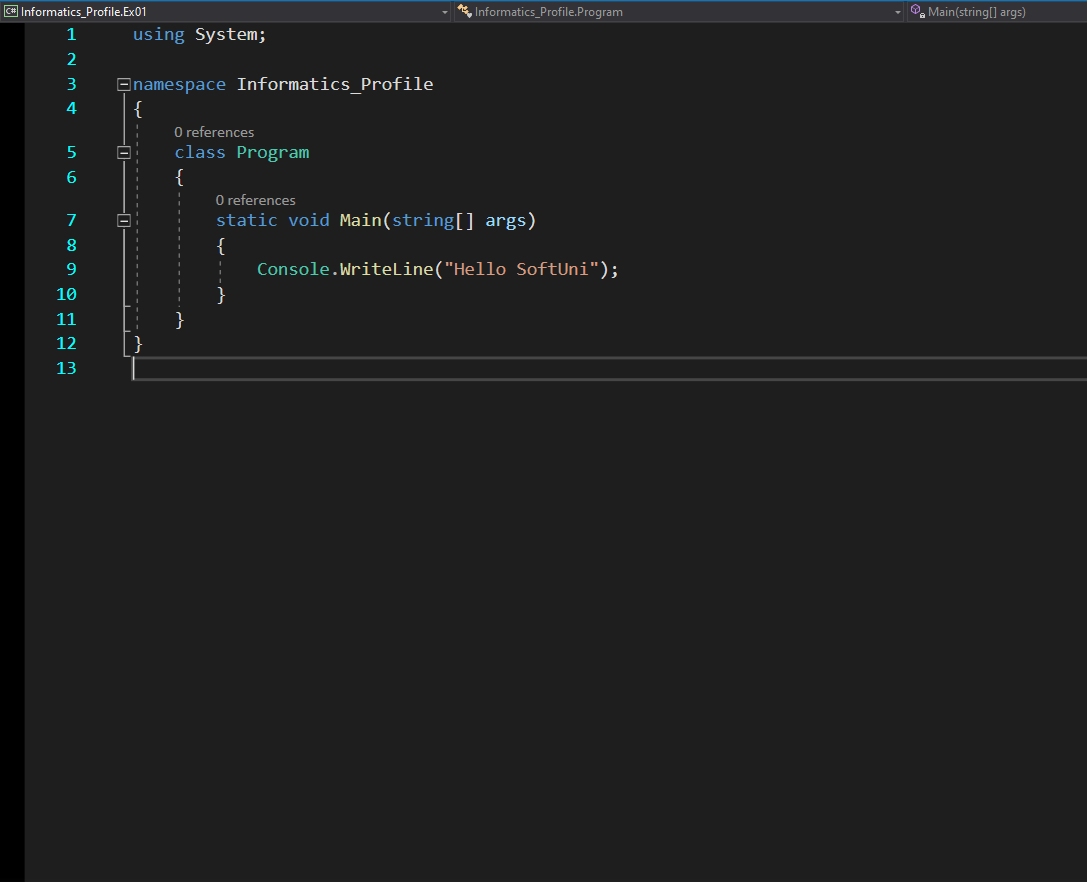 C# Informatics_Profile.Ex01 Informatics_Profile.Program Main(string[] args)
1 using System;
2
3 namespace Informatics_Profile
4 {
0 references
5 class Program
6 {
0 references
7 static void Main(string[] args)
8 {
9 Console.WriteLine("Hello SoftUni");
10 }
11 }
12 }
13